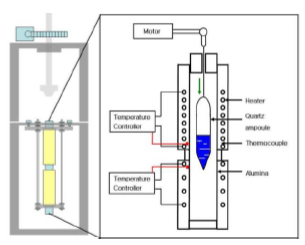 Motor
Heater
Temperature
Controller
Quartz
ampoule
Thermocouple
Temperature
Controller
Alumina